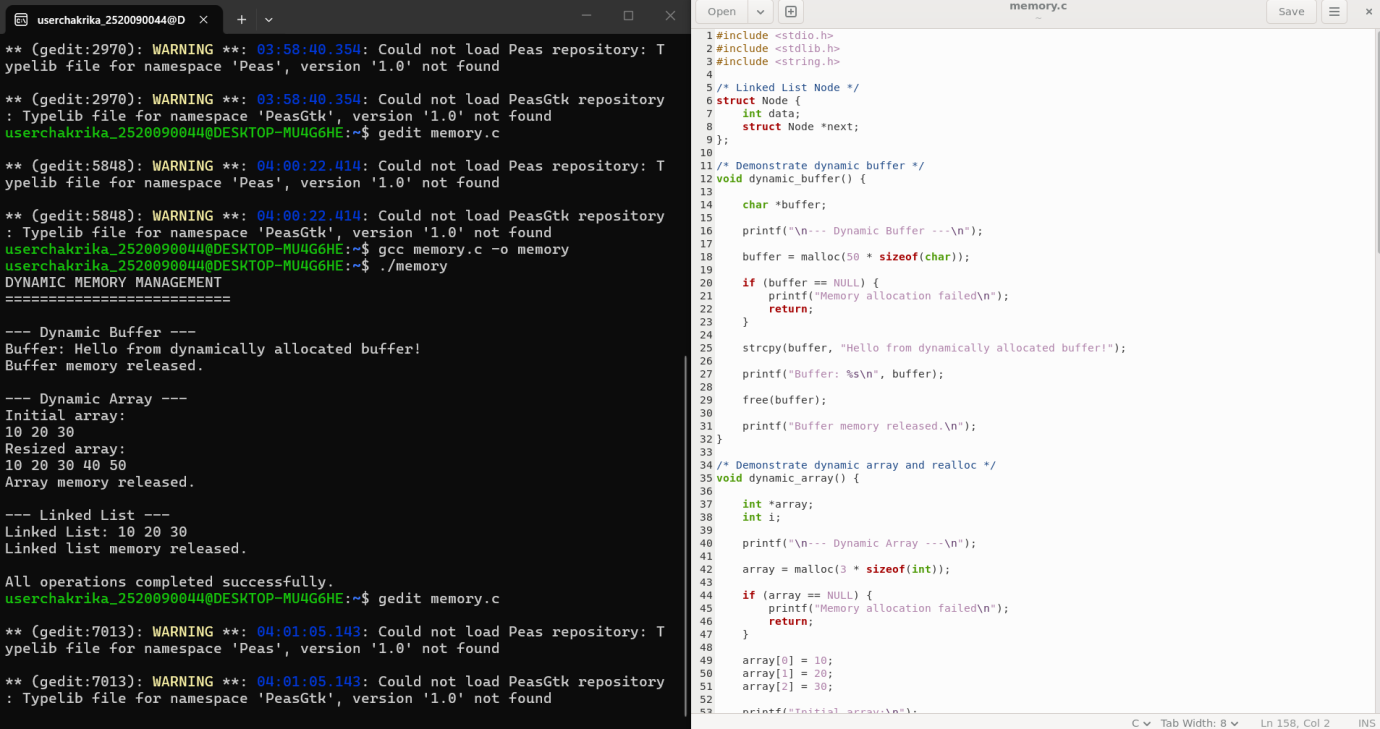 userchakrika_2520090044@D
** (gedit:2970): WARNING **: 03:58:40.354: Could not load Peas repository: T
ypelib file for namespace 'Peas', version '1.0' not found
** (gedit:2970): WARNING **: 03:58:40.354: Could not load PeasGtk repository
: Typelib file for namespace 'PeasGtk', version '1.0' not found
userchakrika_2520090044@DESKTOP-MU4G6HE:~$ gedit memory.c
** (gedit:5848): WARNING **: 04:00:22.414: Could not load Peas repository: T
ypelib file for namespace 'Peas', version '1.0' not found
** (gedit:5848): WARNING **: 04:00:22.414: Could not load PeasGtk repository
: Typelib file for namespace 'PeasGtk', version '1.0' not found
userchakrika_2520090044@DESKTOP-MU4G6HE:~$ gcc memory.c -o memory
userchakrika_2520090044@DESKTOP-MU4G6HE:~$ ./memory
DYNAMIC MEMORY MANAGEMENT
==========================
--- Dynamic Buffer ---
Buffer: Hello from dynamically allocated buffer!
Buffer memory released.
--- Dynamic Array ---
Initial array:
10 20 30
Resized array:
10 20 30 40 50
Array memory released.
--- Linked List ---
Linked List: 10 20 30
Linked list memory released.
All operations completed successfully.
userchakrika_2520090044@DESKTOP-MU4G6HE:~$ gedit memory.c
** (gedit:7013): WARNING **: 04:01:05.143: Could not load Peas repository: T
ypelib file for namespace 'Peas', version '1.0' not found
** (gedit:7013): WARNING **: 04:01:05.143: Could not load PeasGtk repository
: Typelib file for namespace 'PeasGtk', version '1.0' not found
Open memory.c Save
1 #include <stdio.h>
2 #include <stdlib.h>
3 #include <string.h>
4
5 /* Linked List Node */
6 struct Node {
7     int data;
8     struct Node *next;
9 };
10
11 /* Demonstrate dynamic buffer */
12 void dynamic_buffer() {
13
14     char *buffer;
15
16     printf("\n--- Dynamic Buffer ---\n");
17
18     buffer = malloc(50 * sizeof(char));
19
20     if (buffer == NULL) {
21         printf("Memory allocation failed\n");
22         return;
23     }
24
25     strcpy(buffer, "Hello from dynamically allocated buffer!");
26
27     printf("Buffer: %s\n", buffer);
28
29     free(buffer);
30
31     printf("Buffer memory released.\n");
32 }
33
34 /* Demonstrate dynamic array and realloc */
35 void dynamic_array() {
36
37     int *array;
38     int i;
39
40     printf("\n--- Dynamic Array ---\n");
41
42     array = malloc(3 * sizeof(int));
43
44     if (array == NULL) {
45         printf("Memory allocation failed\n");
46         return;
47     }
48
49     array[0] = 10;
50     array[1] = 20;
51     array[2] = 30;
52
53     printf("Initial array:\n");
C Tab Width: 8 Ln 158, Col 2 INS